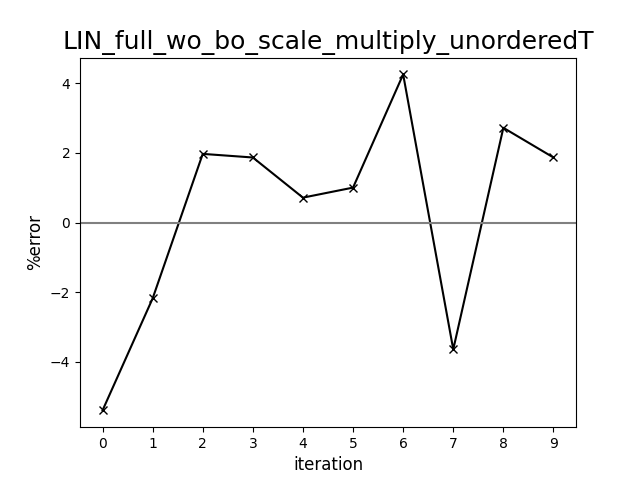 LIN_full_wo_bo_scale_multiply_unorderedT
4
2
0
−2
−4
%error
0 1 2 3 4 5 6 7 8 9
iteration